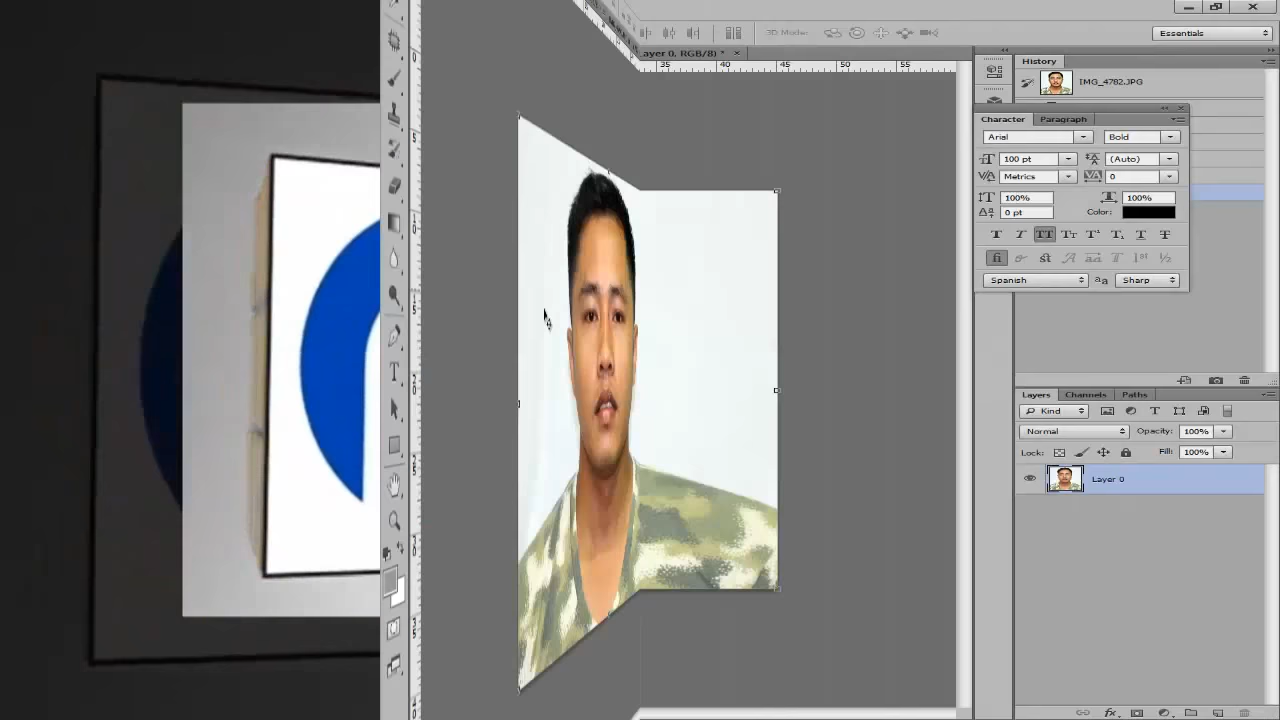 3D Mode:
Essentials
ayer 0, RGB/8) * ×
35 40 45 50 55
History
IMG_4782.JPG
Character Paragraph
Arial Bold
100 pt (Auto)
Metrics 0
100% 100%
0 pt Color:
Spanish aa Sharp
Layers Channels Paths
Kind
Normal Opacity: 100%
Lock: Fill: 100%
Layer 0